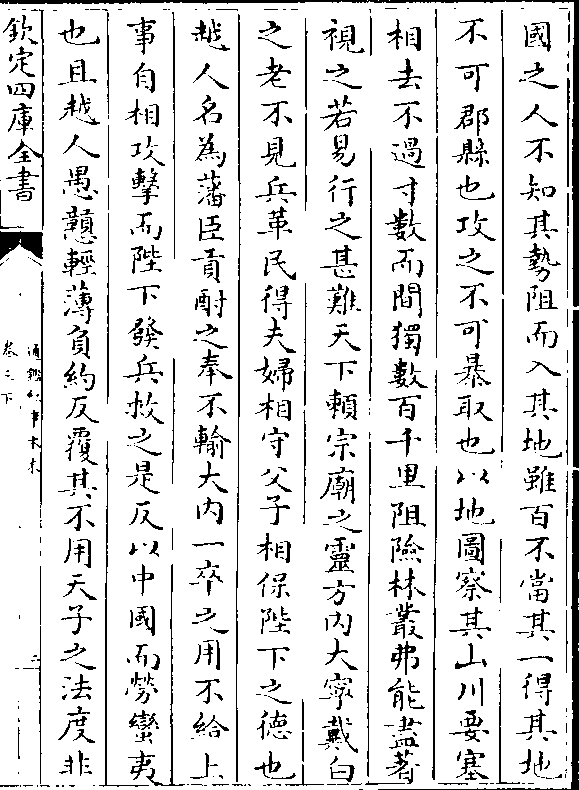 國之人不知其勢阻而入其地雖百不當其一得其地
不可郡縣也攻之不可暴取也以地圖察其山川要塞
相去不過寸數而間獨數百千里阻險林叢弗能盡著
視之若易行之甚難天下賴宗廟之靈方内大寧戴白
之老不見兵革民得夫婦相守父子相保陛下之德也
越人名為藩臣貢酎之奉不輸大内一卒之用不給上
事自相攻擊而陛下發兵救之是反以中國而勞蠻夷
也且越人愚戇輕薄負約反覆其不用天子之法度非
欽定四庫全書
通鑑紀事本末
卷三下
三